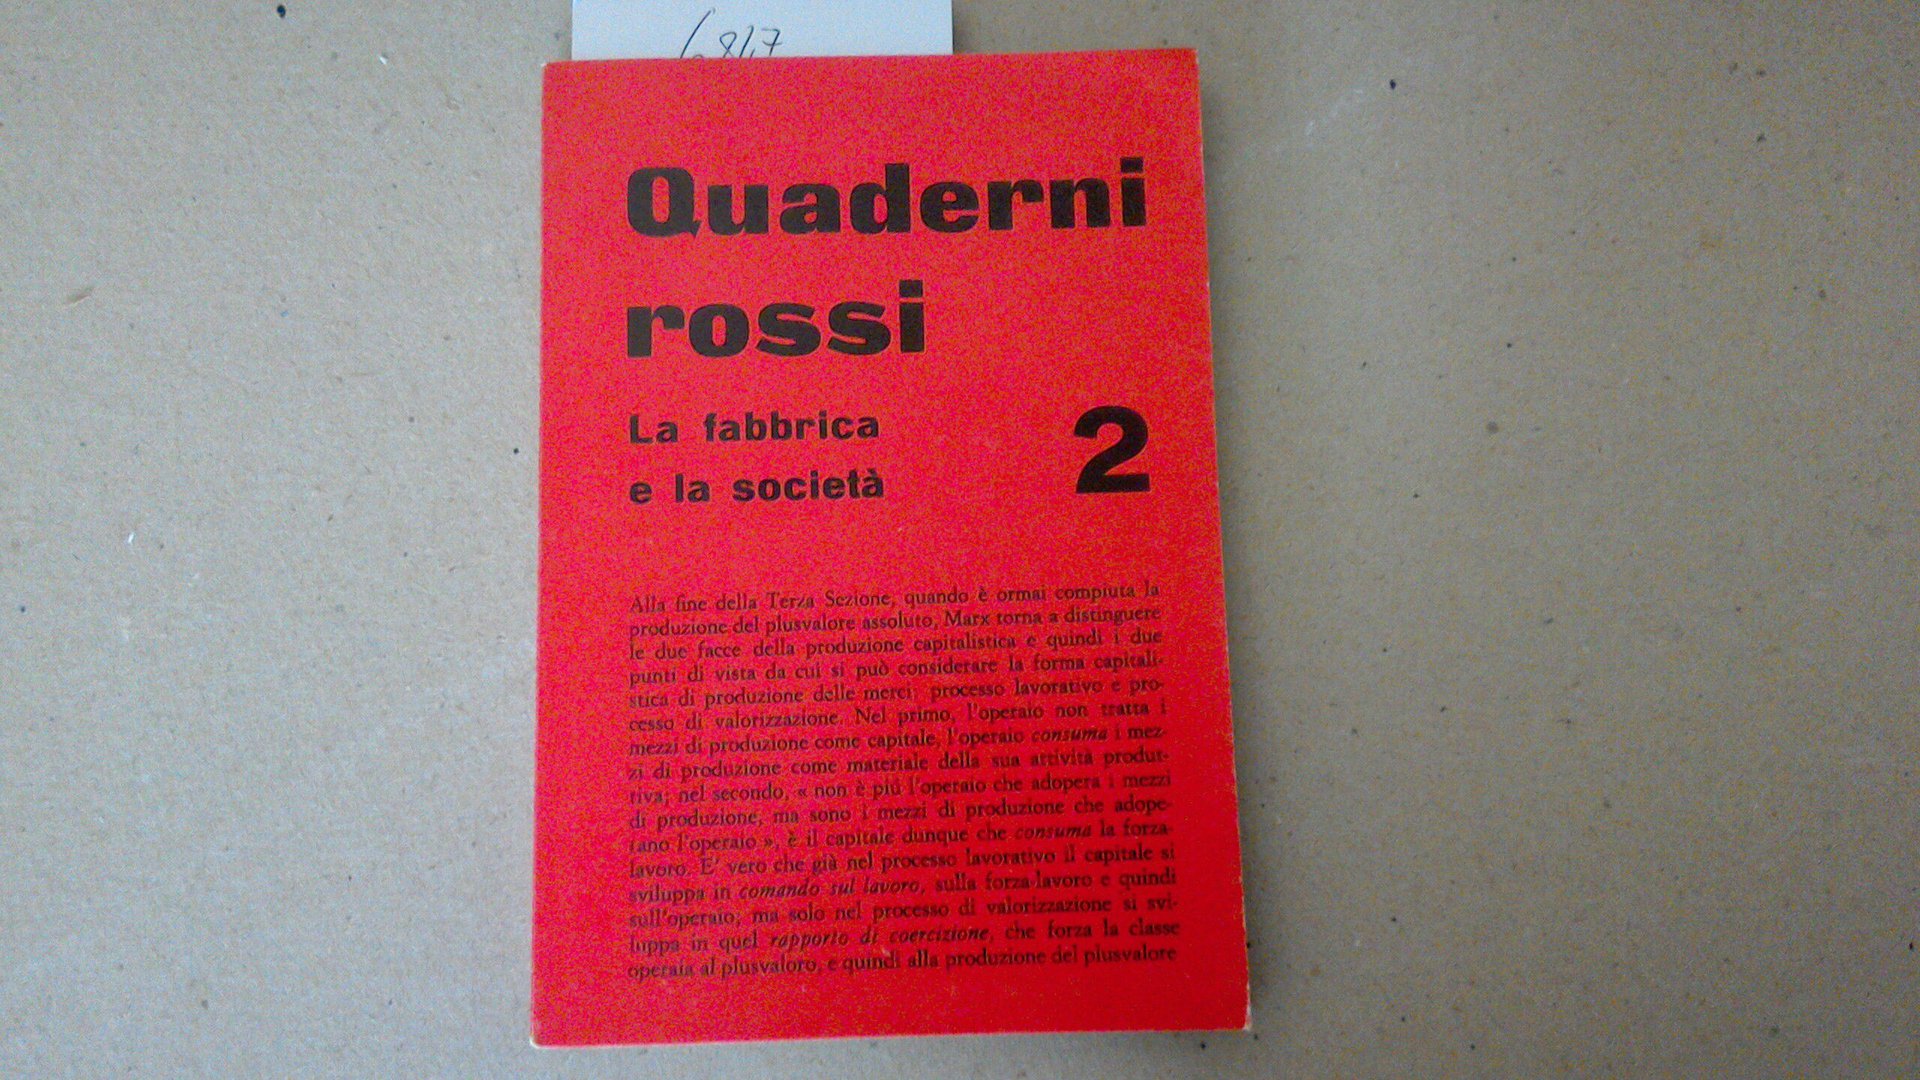 6847
Quaderni
rossi
La fabbrica
e la società
2
Alla fine della Terza Sezione, quando è ormai compiuta la
produzione del plusvalore assoluto, Marx torna a distinguere
le due facce della produzione capitalistica e quindi i due
punti di vista da cui si può considerare la forma capitali-
stica di produzione delle merci: processo lavorativo e pro-
cesso di valorizzazione. Nel primo, l'operaio non tratta i
mezzi di produzione come capitale, l'operaio consuma i mez-
zi di produzione come materiale della sua attività produt-
tiva; nel secondo, « non è più l'operaio che adopera i mezzi
di produzione, ma sono i mezzi di produzione che adope-
rano l'operaio », è il capitale dunque che consuma la forza-
lavoro. E' vero che già nel processo lavorativo il capitale si
sviluppa in comando sul lavoro, sulla forza-lavoro e quindi
sull'operaio; ma solo nel processo di valorizzazione si svi-
luppa in quel rapporto di coercizione, che forza la classe
operaia al plusvaloro, e quindi alla produzione del plusvalore